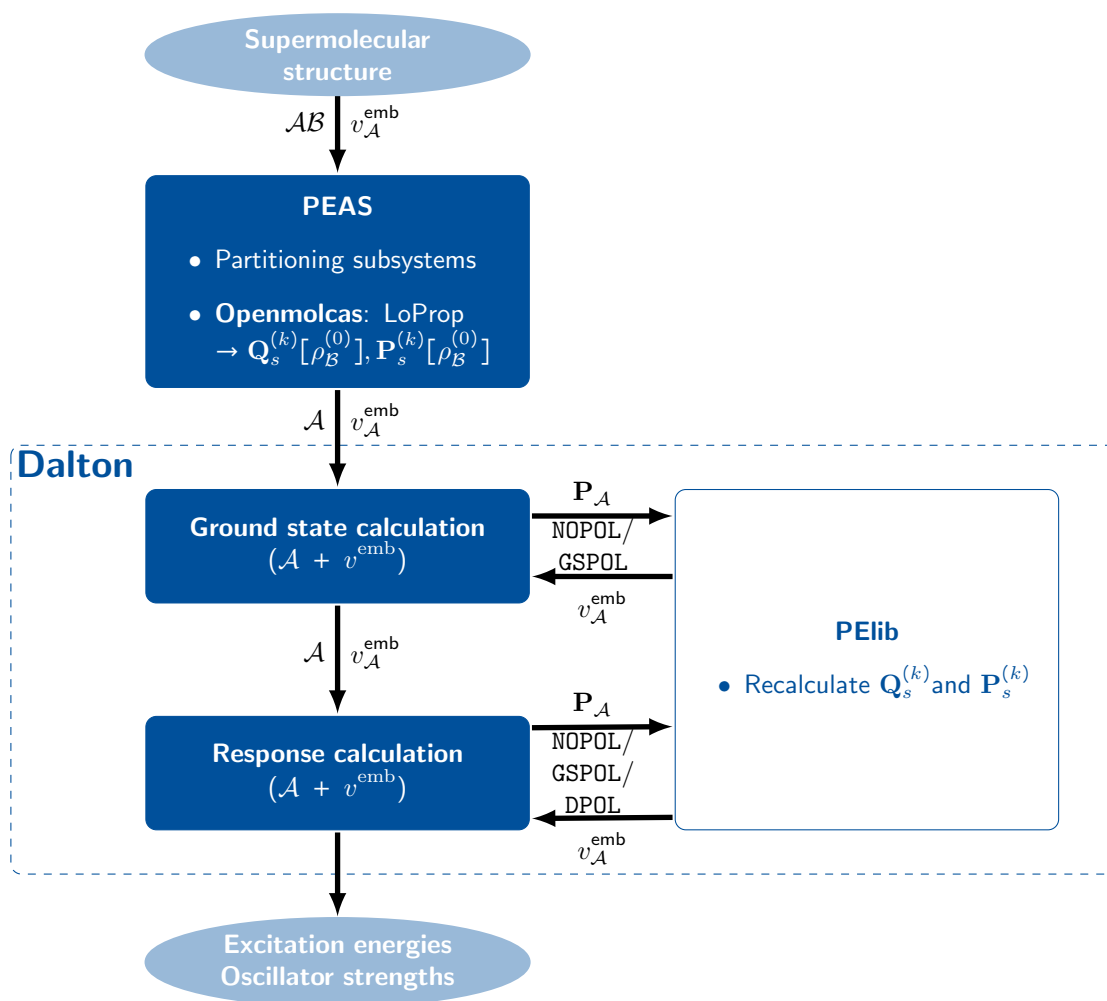 Supermolecular
structure
𝒜ℬ v_𝒜^emb
PEAS
• Partitioning subsystems
• Openmolcas: LoProp
→ Q_s^(k)[ρ_ℬ^(0)], P_s^(k)[ρ_ℬ^(0)]
𝒜 v_𝒜^emb
Dalton
Ground state calculation
(𝒜 + v^emb)
P_𝒜
NOPOL/
GSPOL
v_𝒜^emb
𝒜 v_𝒜^emb
PElib
• Recalculate Q_s^(k) and P_s^(k)
Response calculation
(𝒜 + v^emb)
P_𝒜
NOPOL/
GSPOL/
DPOL
v_𝒜^emb
Excitation energies
Oscillator strengths